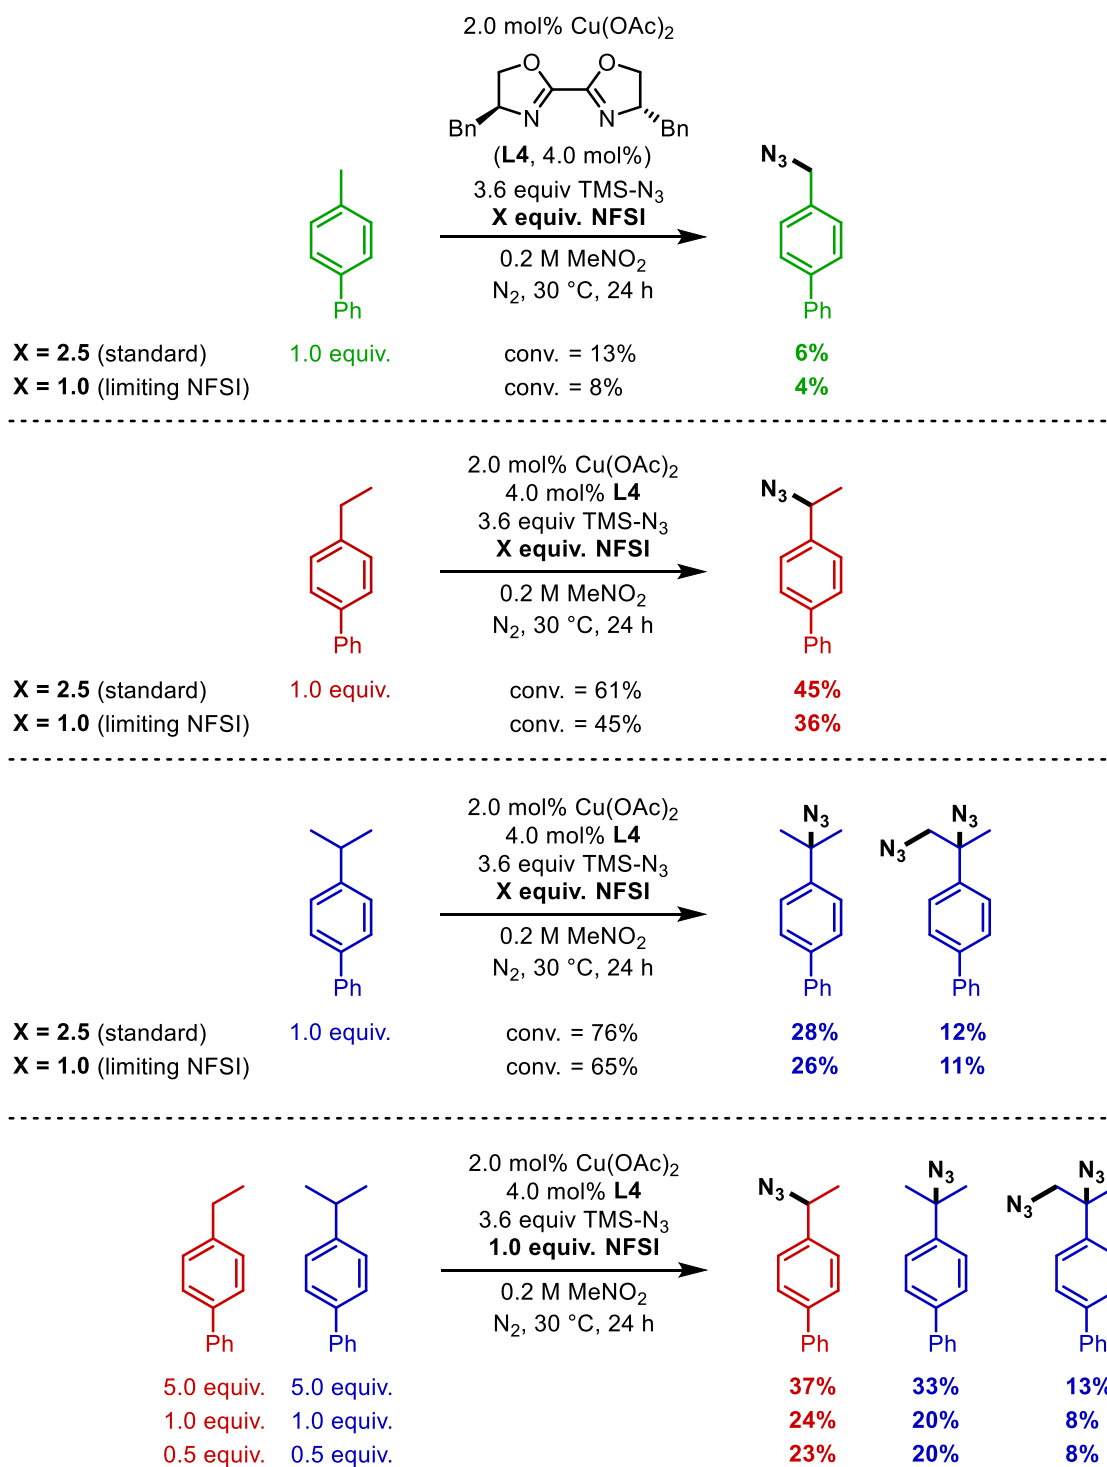 2.0 mol% Cu(OAc)2
O O
N N
Bn Bn
(L4, 4.0 mol%)
3.6 equiv TMS-N3
X equiv. NFSI
0.2 M MeNO2
N2, 30 °C, 24 h
N3
Ph Ph
X = 2.5 (standard) 1.0 equiv. conv. = 13% 6%
X = 1.0 (limiting NFSI) conv. = 8% 4%
2.0 mol% Cu(OAc)2
4.0 mol% L4
3.6 equiv TMS-N3
X equiv. NFSI
0.2 M MeNO2
N2, 30 °C, 24 h
N3
Ph Ph
X = 2.5 (standard) 1.0 equiv. conv. = 61% 45%
X = 1.0 (limiting NFSI) conv. = 45% 36%
2.0 mol% Cu(OAc)2
4.0 mol% L4
3.6 equiv TMS-N3
X equiv. NFSI
0.2 M MeNO2
N2, 30 °C, 24 h
N3 N3
N3
Ph Ph Ph
X = 2.5 (standard) 1.0 equiv. conv. = 76% 28% 12%
X = 1.0 (limiting NFSI) conv. = 65% 26% 11%
2.0 mol% Cu(OAc)2
4.0 mol% L4
3.6 equiv TMS-N3
1.0 equiv. NFSI
0.2 M MeNO2
N2, 30 °C, 24 h
N3 N3 N3
N3
Ph Ph Ph Ph Ph
5.0 equiv. 5.0 equiv. 37% 33% 13%
1.0 equiv. 1.0 equiv. 24% 20% 8%
0.5 equiv. 0.5 equiv. 23% 20% 8%